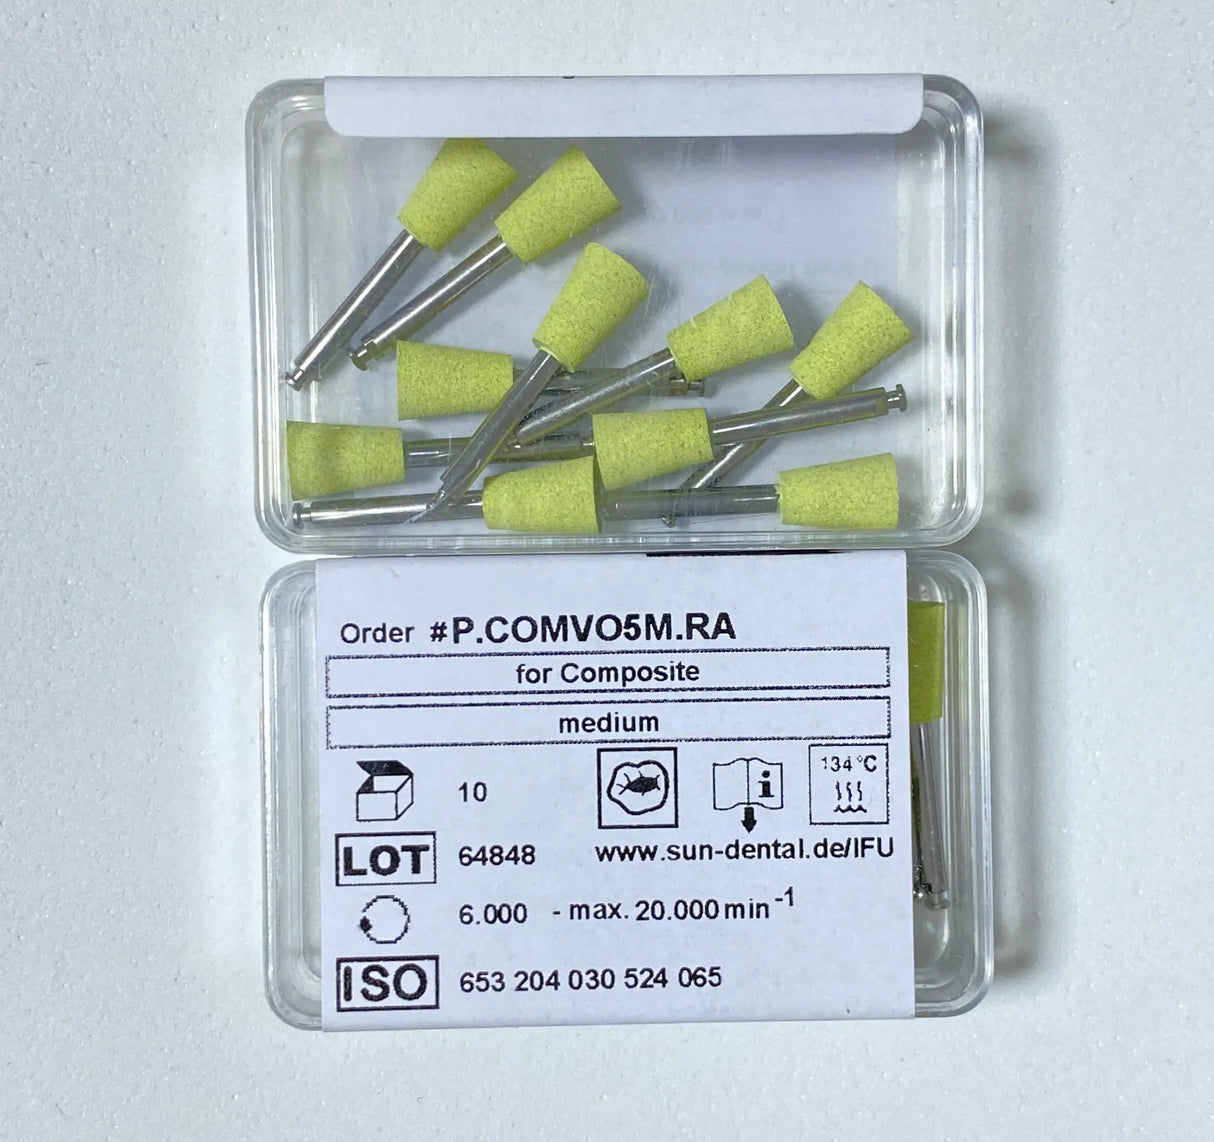 Order #P.COMVO5M.RA
for Composite
medium
10
134 °C
i
LOT 64848 www.sun-dental.de/IFU
6.000 - max. 20.000 min -1
ISO 653 204 030 524 065